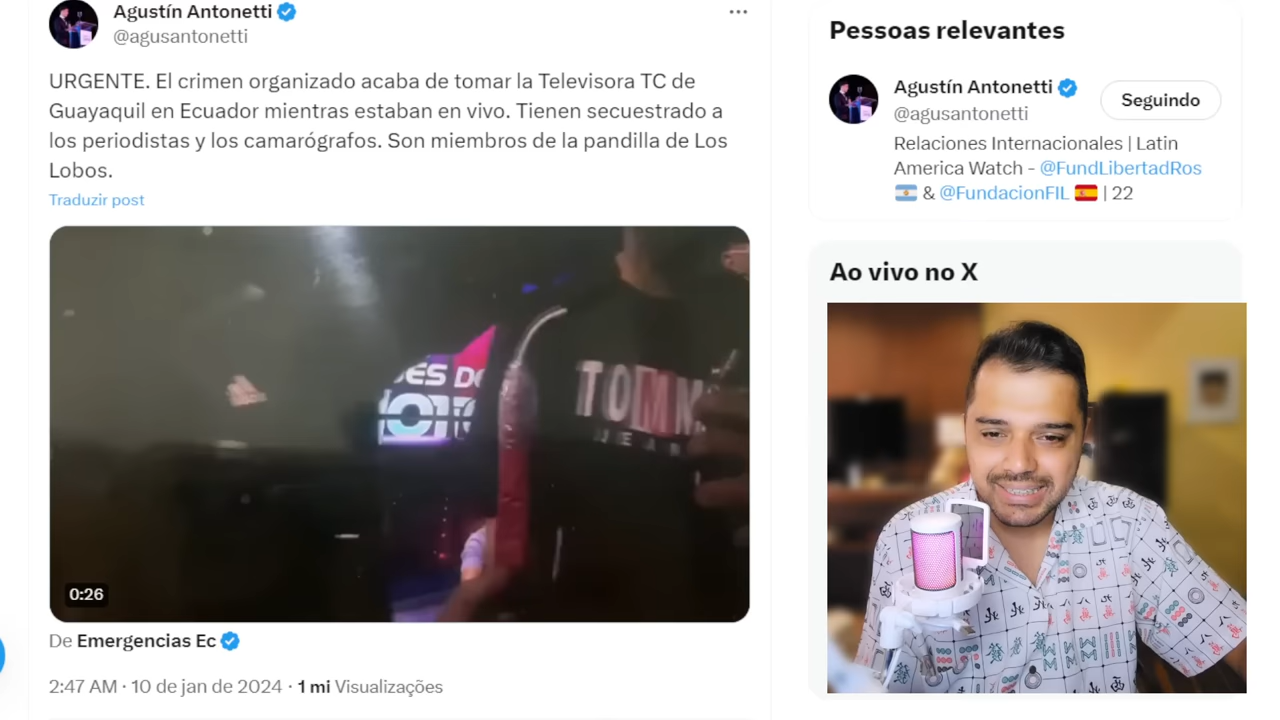 Agustín Antonetti
@agusantonetti
URGENTE. El crimen organizado acaba de tomar la Televisora TC de
Guayaquil en Ecuador mientras estaban en vivo. Tienen secuestrado a
los periodistas y los camarógrafos. Son miembros de la pandilla de Los
Lobos.
Traduzir post
TOMM
JEAN
0:26
De Emergencias Ec
2:47 AM · 10 de jan de 2024 · 1 mi Visualizações
Pessoas relevantes
Agustín Antonetti
@agusantonetti
Seguindo
Relaciones Internacionales | Latin
America Watch - @FundLibertadRos
& @FundacionFIL | 22
Ao vivo no X